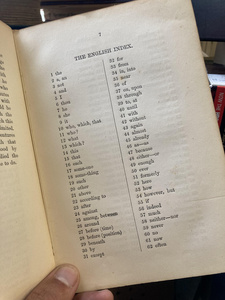 7
THE ENGLISH INDEX.
1 the
2 a, an
3 not
4 and
5 I
6 thou
7 he
8 she
9 it
10 who, which, that
11 who?
12 what
13 which?
14 this
15 that
16 such
17 some-one
18 some-thing
19 each
20 other
21 above
22 according to
23 after
24 against
25 among, between
26 around
27 before (time)
28 before (position)
29 beneath
30 by
31 except
32 for
33 from
34 in, into
35 near
36 of
37 on, upon
38 through
39 to, at
40 until
41 with
42 without
43 again
44 almost
45 already
46 as—as
47 because
48 either—or
49 enough
50 ever
51 formerly
52 here
53 how
54 however, but
55 if
56 indeed
57 much
58 neither—nor
59 never
60 no
61 now
62 often